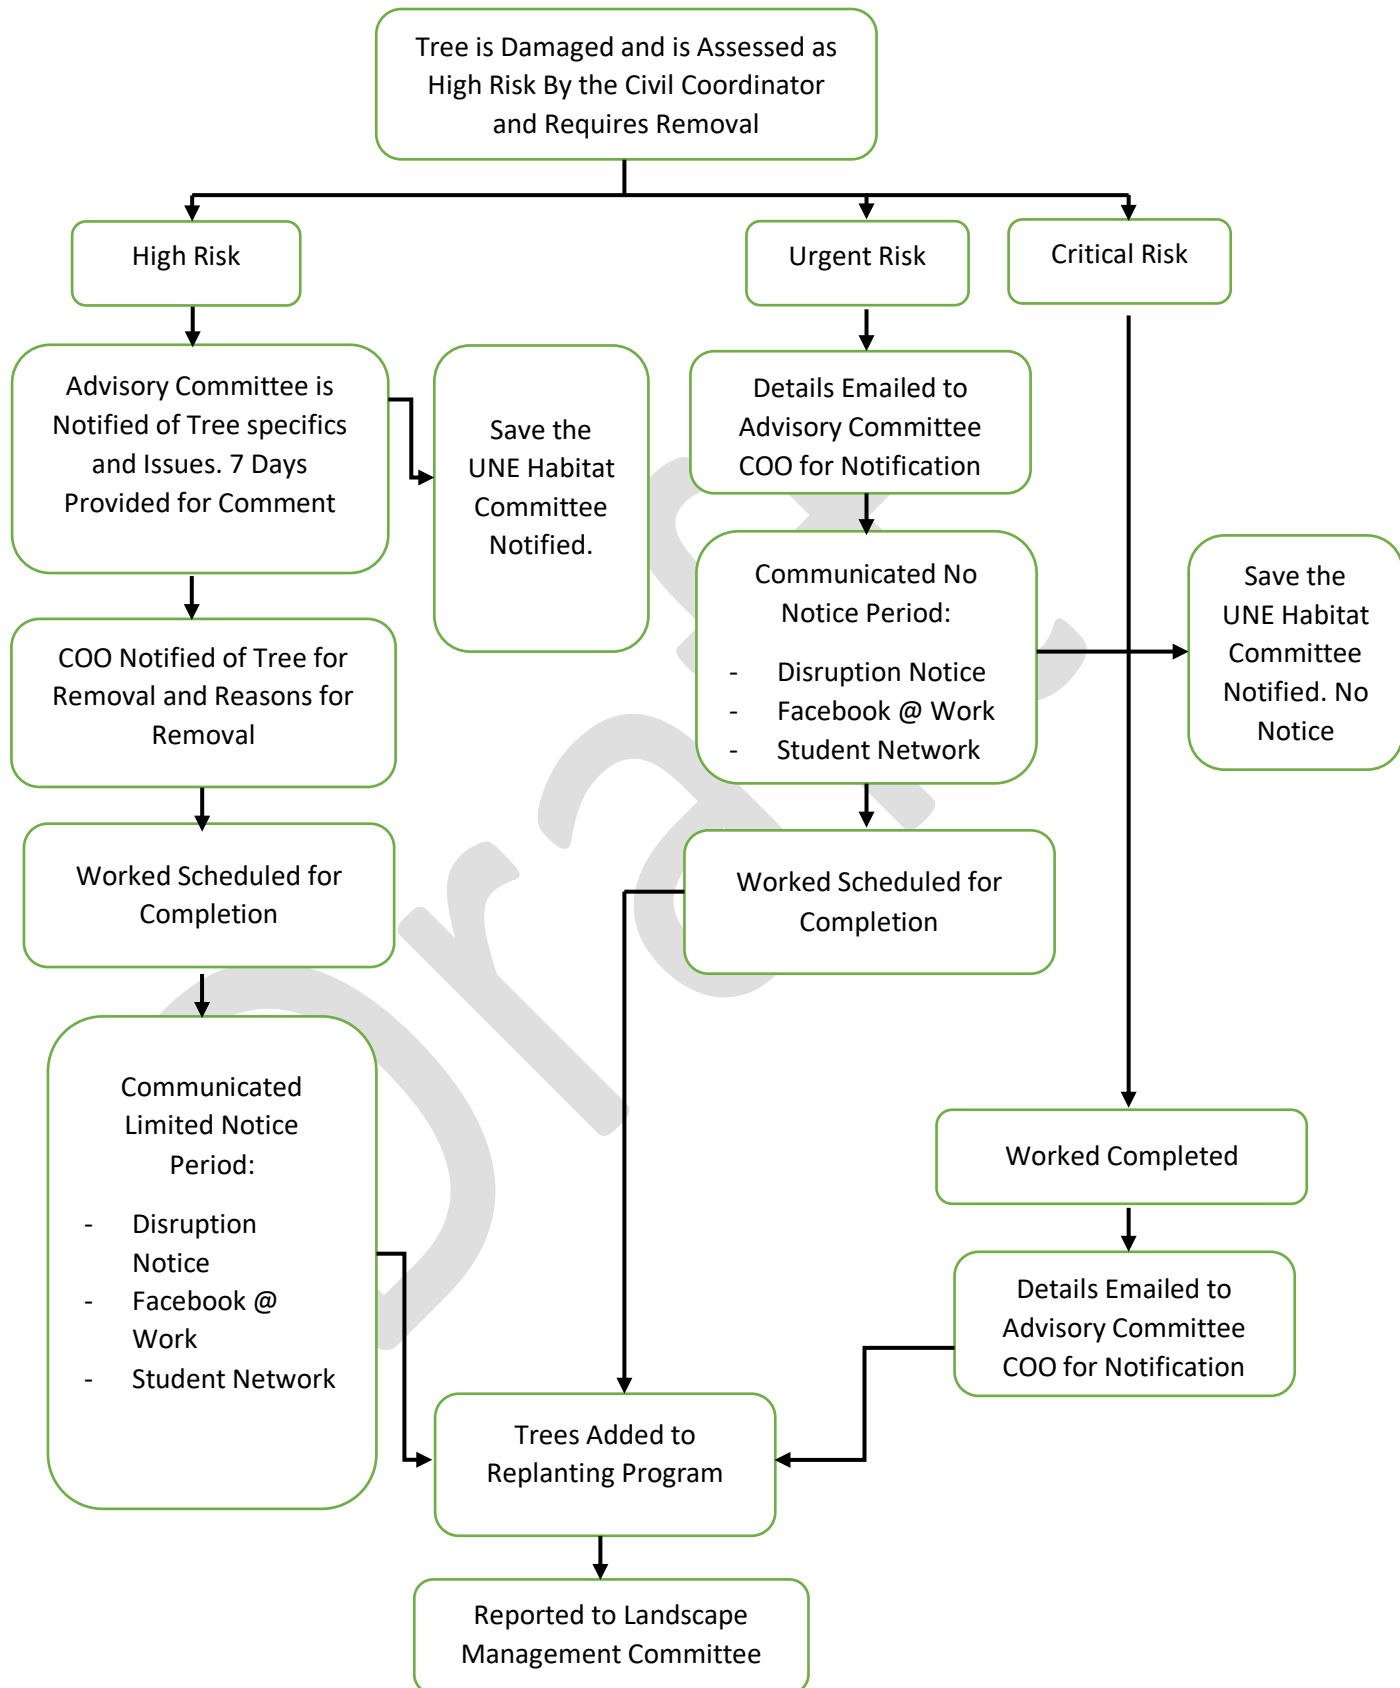 Tree is Damaged and is Assessed as
High Risk By the Civil Coordinator
and Requires Removal
High Risk
Urgent Risk
Critical Risk
Advisory Committee is
Notified of Tree specifics
and Issues. 7 Days
Provided for Comment
Save the
UNE Habitat
Committee
Notified.
Details Emailed to
Advisory Committee
COO for Notification
Communicated No
Notice Period:
- Disruption Notice
- Facebook @ Work
- Student Network
Save the
UNE Habitat
Committee
Notified. No
Notice
COO Notified of Tree for
Removal and Reasons for
Removal
Worked Scheduled for
Completion
Worked Scheduled for
Completion
Communicated
Limited Notice
Period:
- Disruption
Notice
- Facebook @
Work
- Student Network
Worked Completed
Details Emailed to
Advisory Committee
COO for Notification
Trees Added to
Replanting Program
Reported to Landscape
Management Committee
Draft